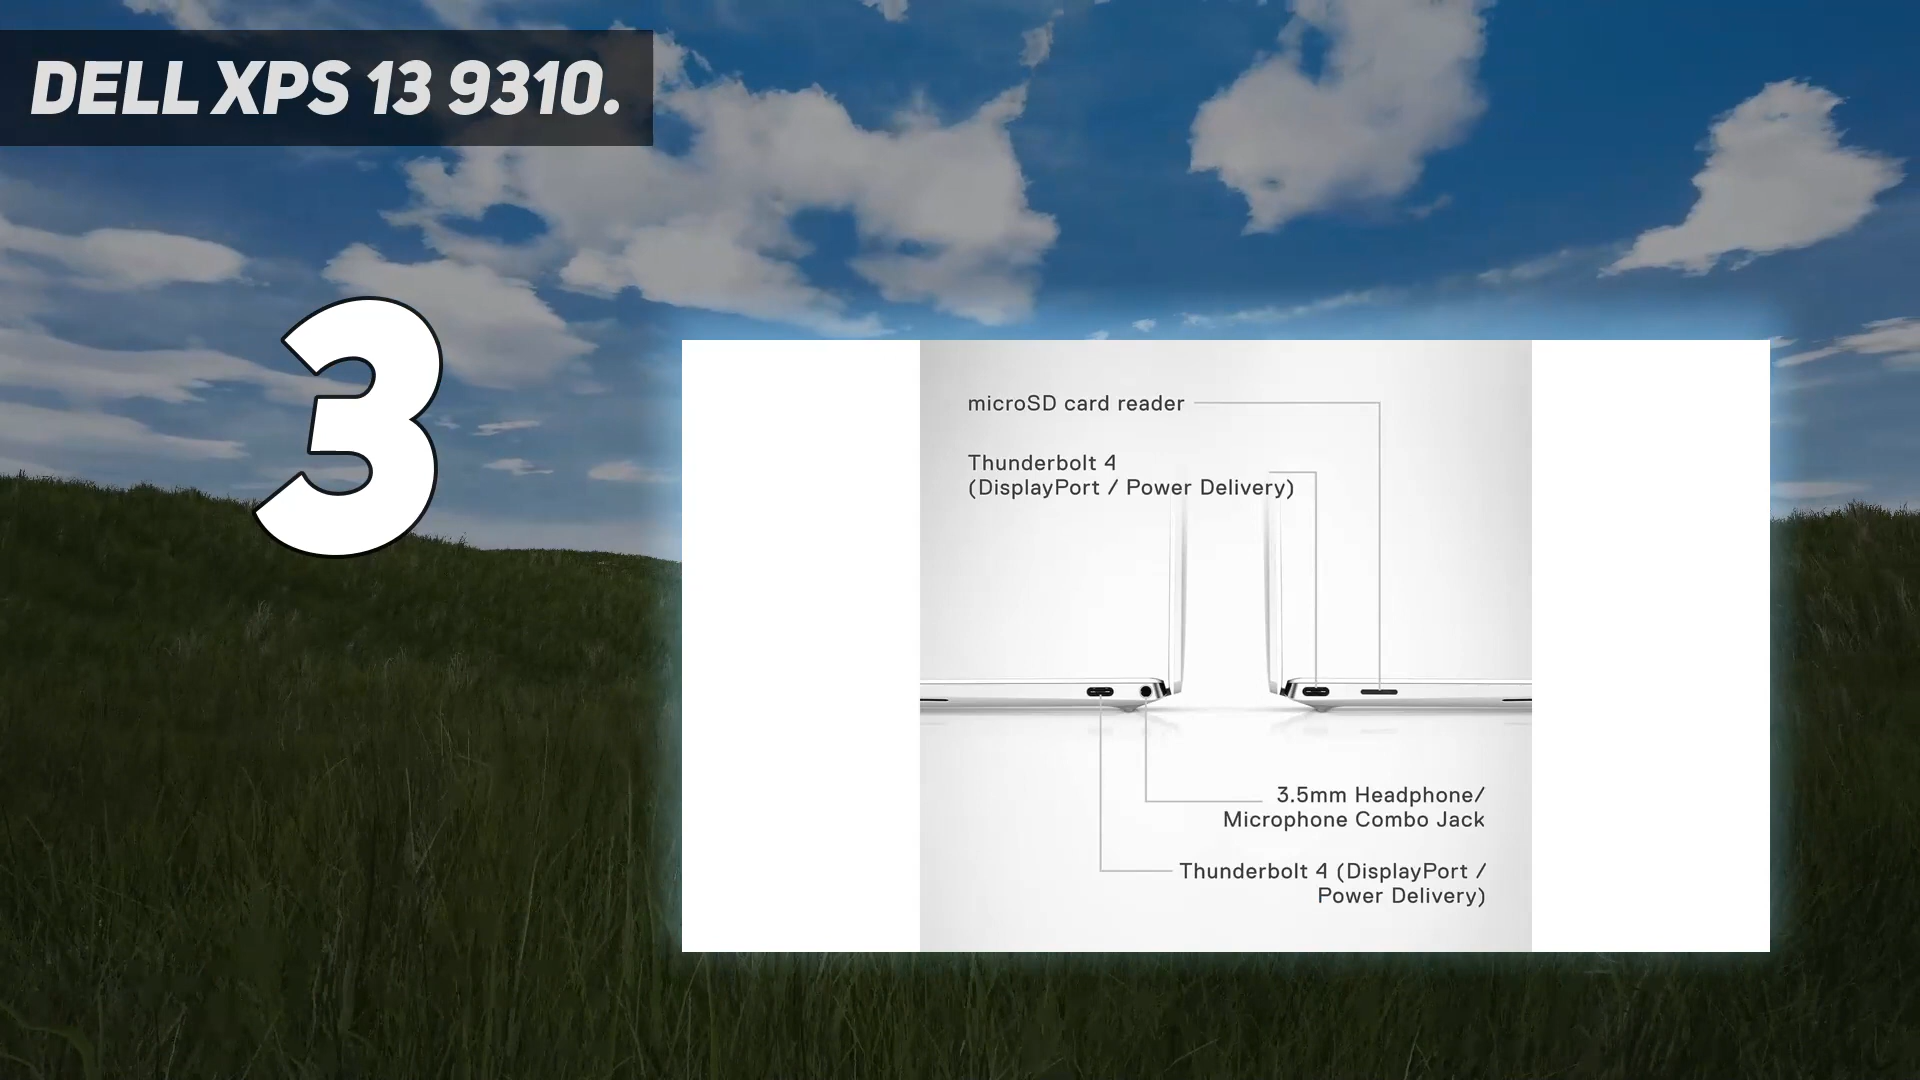 DELL XPS 13 9310.
3
microSD card reader
Thunderbolt 4
(DisplayPort / Power Delivery)
3.5mm Headphone/
Microphone Combo Jack
Thunderbolt 4 (DisplayPort /
Power Delivery)